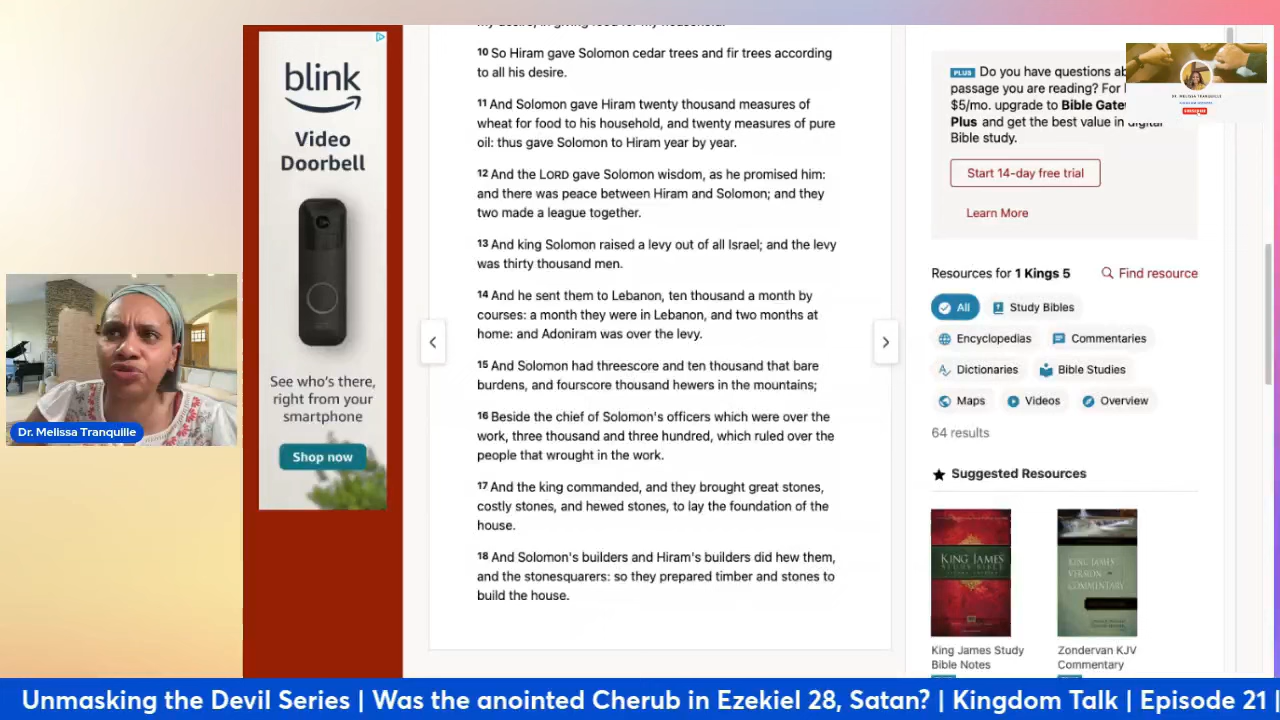 blink
Video
Doorbell
See who's there,
right from your
smartphone
Shop now
10 So Hiram gave Solomon cedar trees and fir trees according
to all his desire.
11 And Solomon gave Hiram twenty thousand measures of
wheat for food to his household, and twenty measures of pure
oil: thus gave Solomon to Hiram year by year.
12 And the LORD gave Solomon wisdom, as he promised him:
and there was peace between Hiram and Solomon; and they
two made a league together.
13 And king Solomon raised a levy out of all Israel; and the levy
was thirty thousand men.
14 And he sent them to Lebanon, ten thousand a month by
courses: a month they were in Lebanon, and two months at
home: and Adoniram was over the levy.
15 And Solomon had threescore and ten thousand that bare
burdens, and fourscore thousand hewers in the mountains;
16 Beside the chief of Solomon's officers which were over the
work, three thousand and three hundred, which ruled over the
people that wrought in the work.
17 And the king commanded, and they brought great stones,
costly stones, and hewed stones, to lay the foundation of the
house.
18 And Solomon's builders and Hiram's builders did hew them,
and the stonesquarers: so they prepared timber and stones to
build the house.
PLUS Do you have questions ab
passage you are reading? For
$5/mo. upgrade to Bible Gate
Plus and get the best value in digital
Bible study.
Start 14-day free trial
Learn More
DR. MELISSA TRANQUILLE
Resources for 1 Kings 5
Find resource
All
Study Bibles
Encyclopedias
Commentaries
Dictionaries
Bible Studies
Maps
Videos
Overview
64 results
Suggested Resources
KING JAMES
STUDY BIBLE
KING JAMES
VERSION
COMMENTARY
King James Study
Bible Notes
Zondervan KJV
Commentary
Dr. Melissa Tranquille
Unmasking the Devil Series | Was the anointed Cherub in Ezekiel 28, Satan? | Kingdom Talk | Episode 21 |